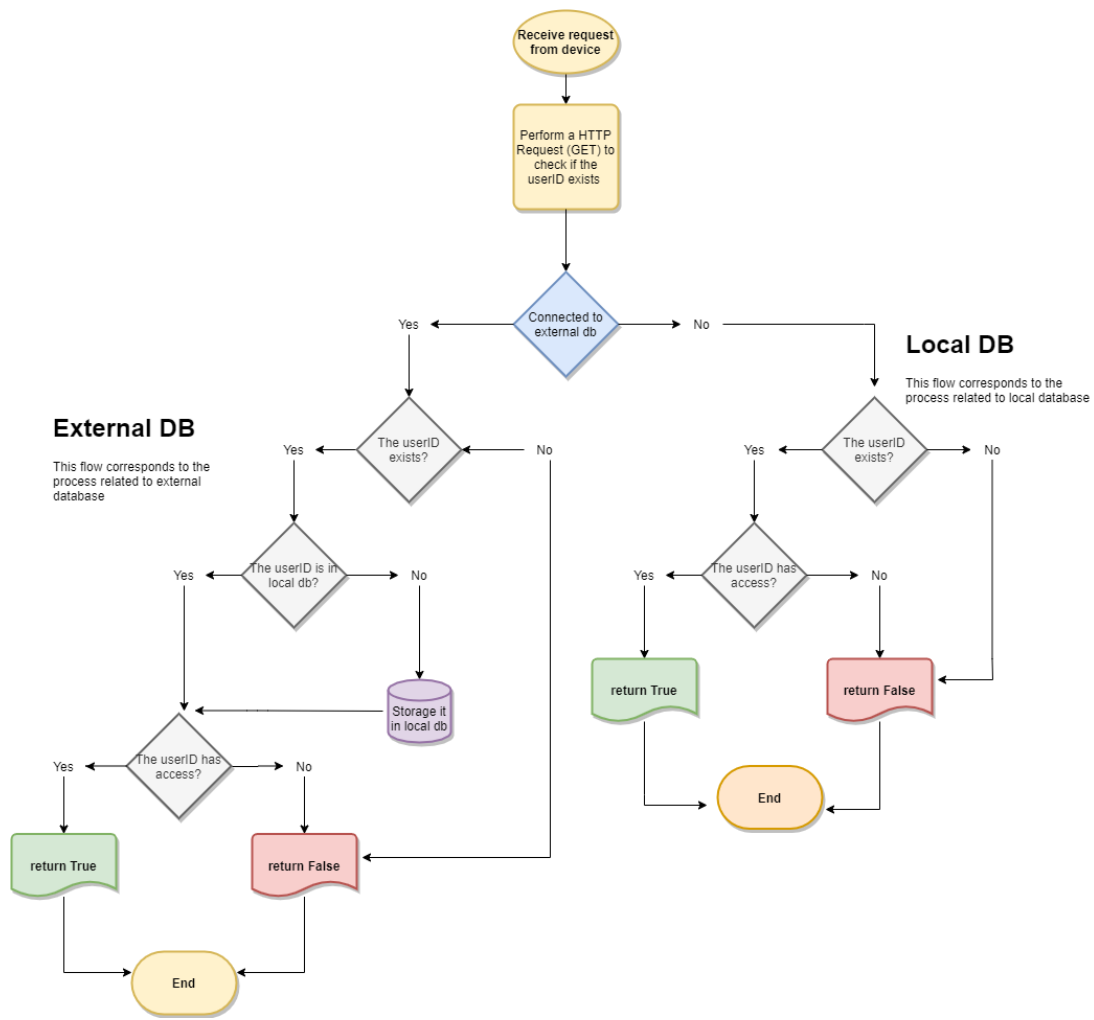 Receive request
from device
Perform a HTTP
Request (GET) to
check if the
userID exists
Connected to
external db
Yes
No
Local DB
This flow corresponds to the
process related to local database
External DB
This flow corresponds to the
process related to external
database
The userID
exists?
Yes
No
The userID
exists?
Yes
No
The userID is in
local db?
Yes
No
The userID has
access?
Yes
No
Storage it
in local db
return True
return False
The userID has
access?
Yes
No
return True
return False
End
End